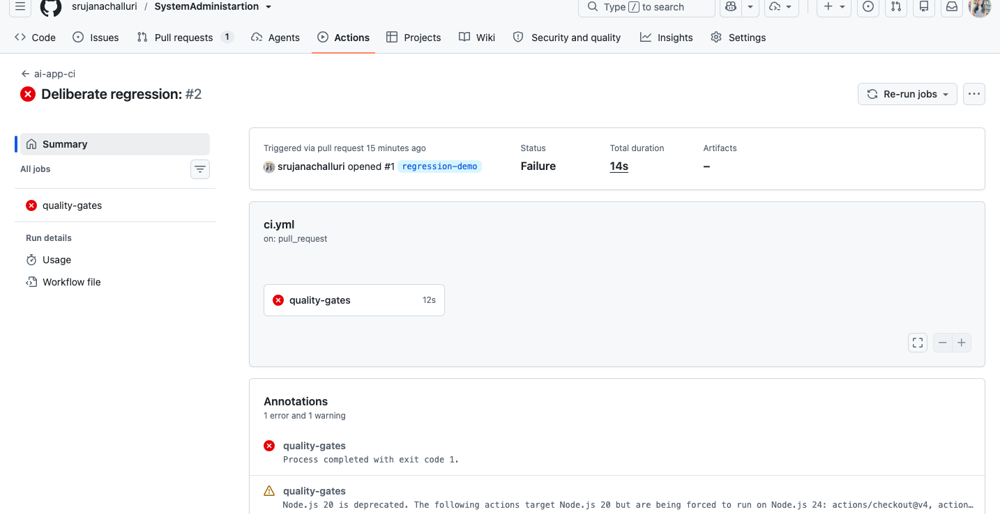 srujanachalluri / SystemAdministartion
Type / to search
Code
Issues
Pull requests 1
Agents
Actions
Projects
Wiki
Security and quality
Insights
Settings
ai-app-ci
Deliberate regression: #2
Re-run jobs
Summary
All jobs
quality-gates
Run details
Usage
Workflow file
Triggered via pull request 15 minutes ago
srujanachalluri opened #1 regression-demo
Status
Failure
Total duration
14s
Artifacts
–
ci.yml
on: pull_request
quality-gates 12s
Annotations
1 error and 1 warning
quality-gates
Process completed with exit code 1.
quality-gates
Node.js 20 is deprecated. The following actions target Node.js 20 but are being forced to run on Node.js 24: actions/checkout@v4, action…